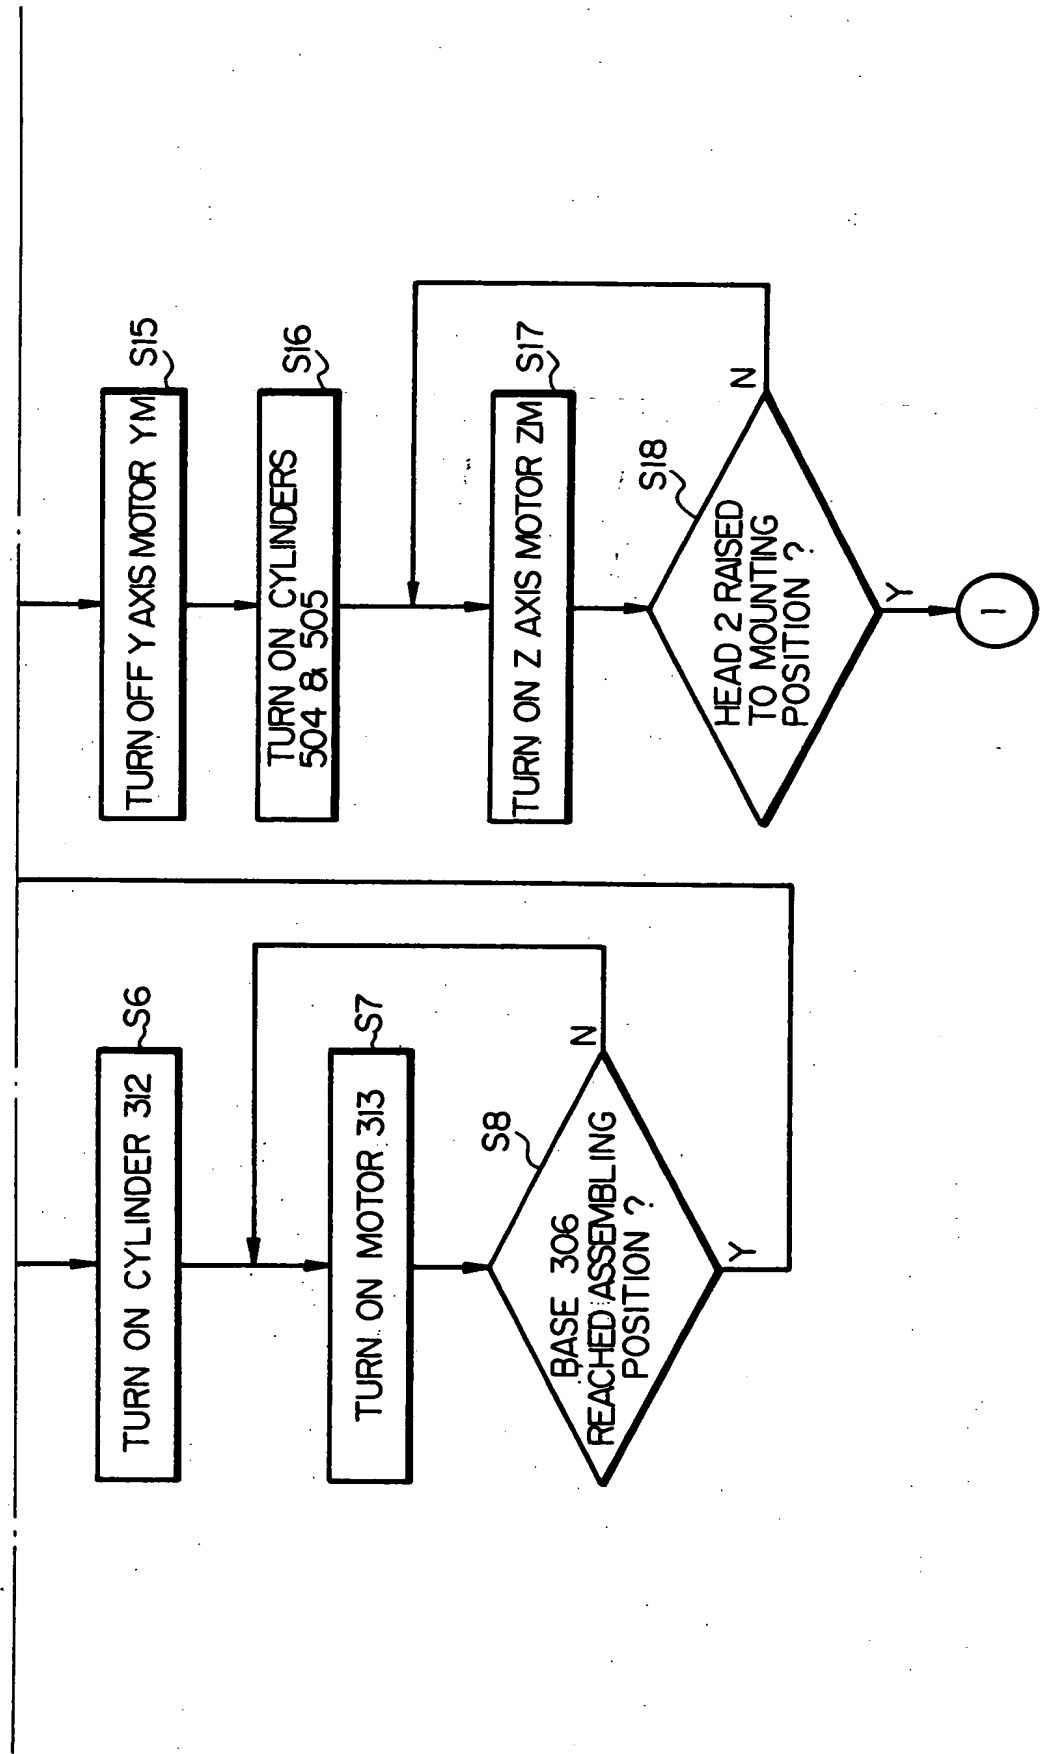 S6
TURN ON CYLINDER 312
S7
TURN ON MOTOR 313
S8
BASE 306
REACHED ASSEMBLING
POSITION ?
N
Y
S15
TURN OFF Y AXIS MOTOR YM
S16
TURN ON CYLINDERS
504 & 505
S17
TURN ON Z AXIS MOTOR ZM
S18
HEAD 2 RAISED
TO MOUNTING
POSITION ?
N
Y
1